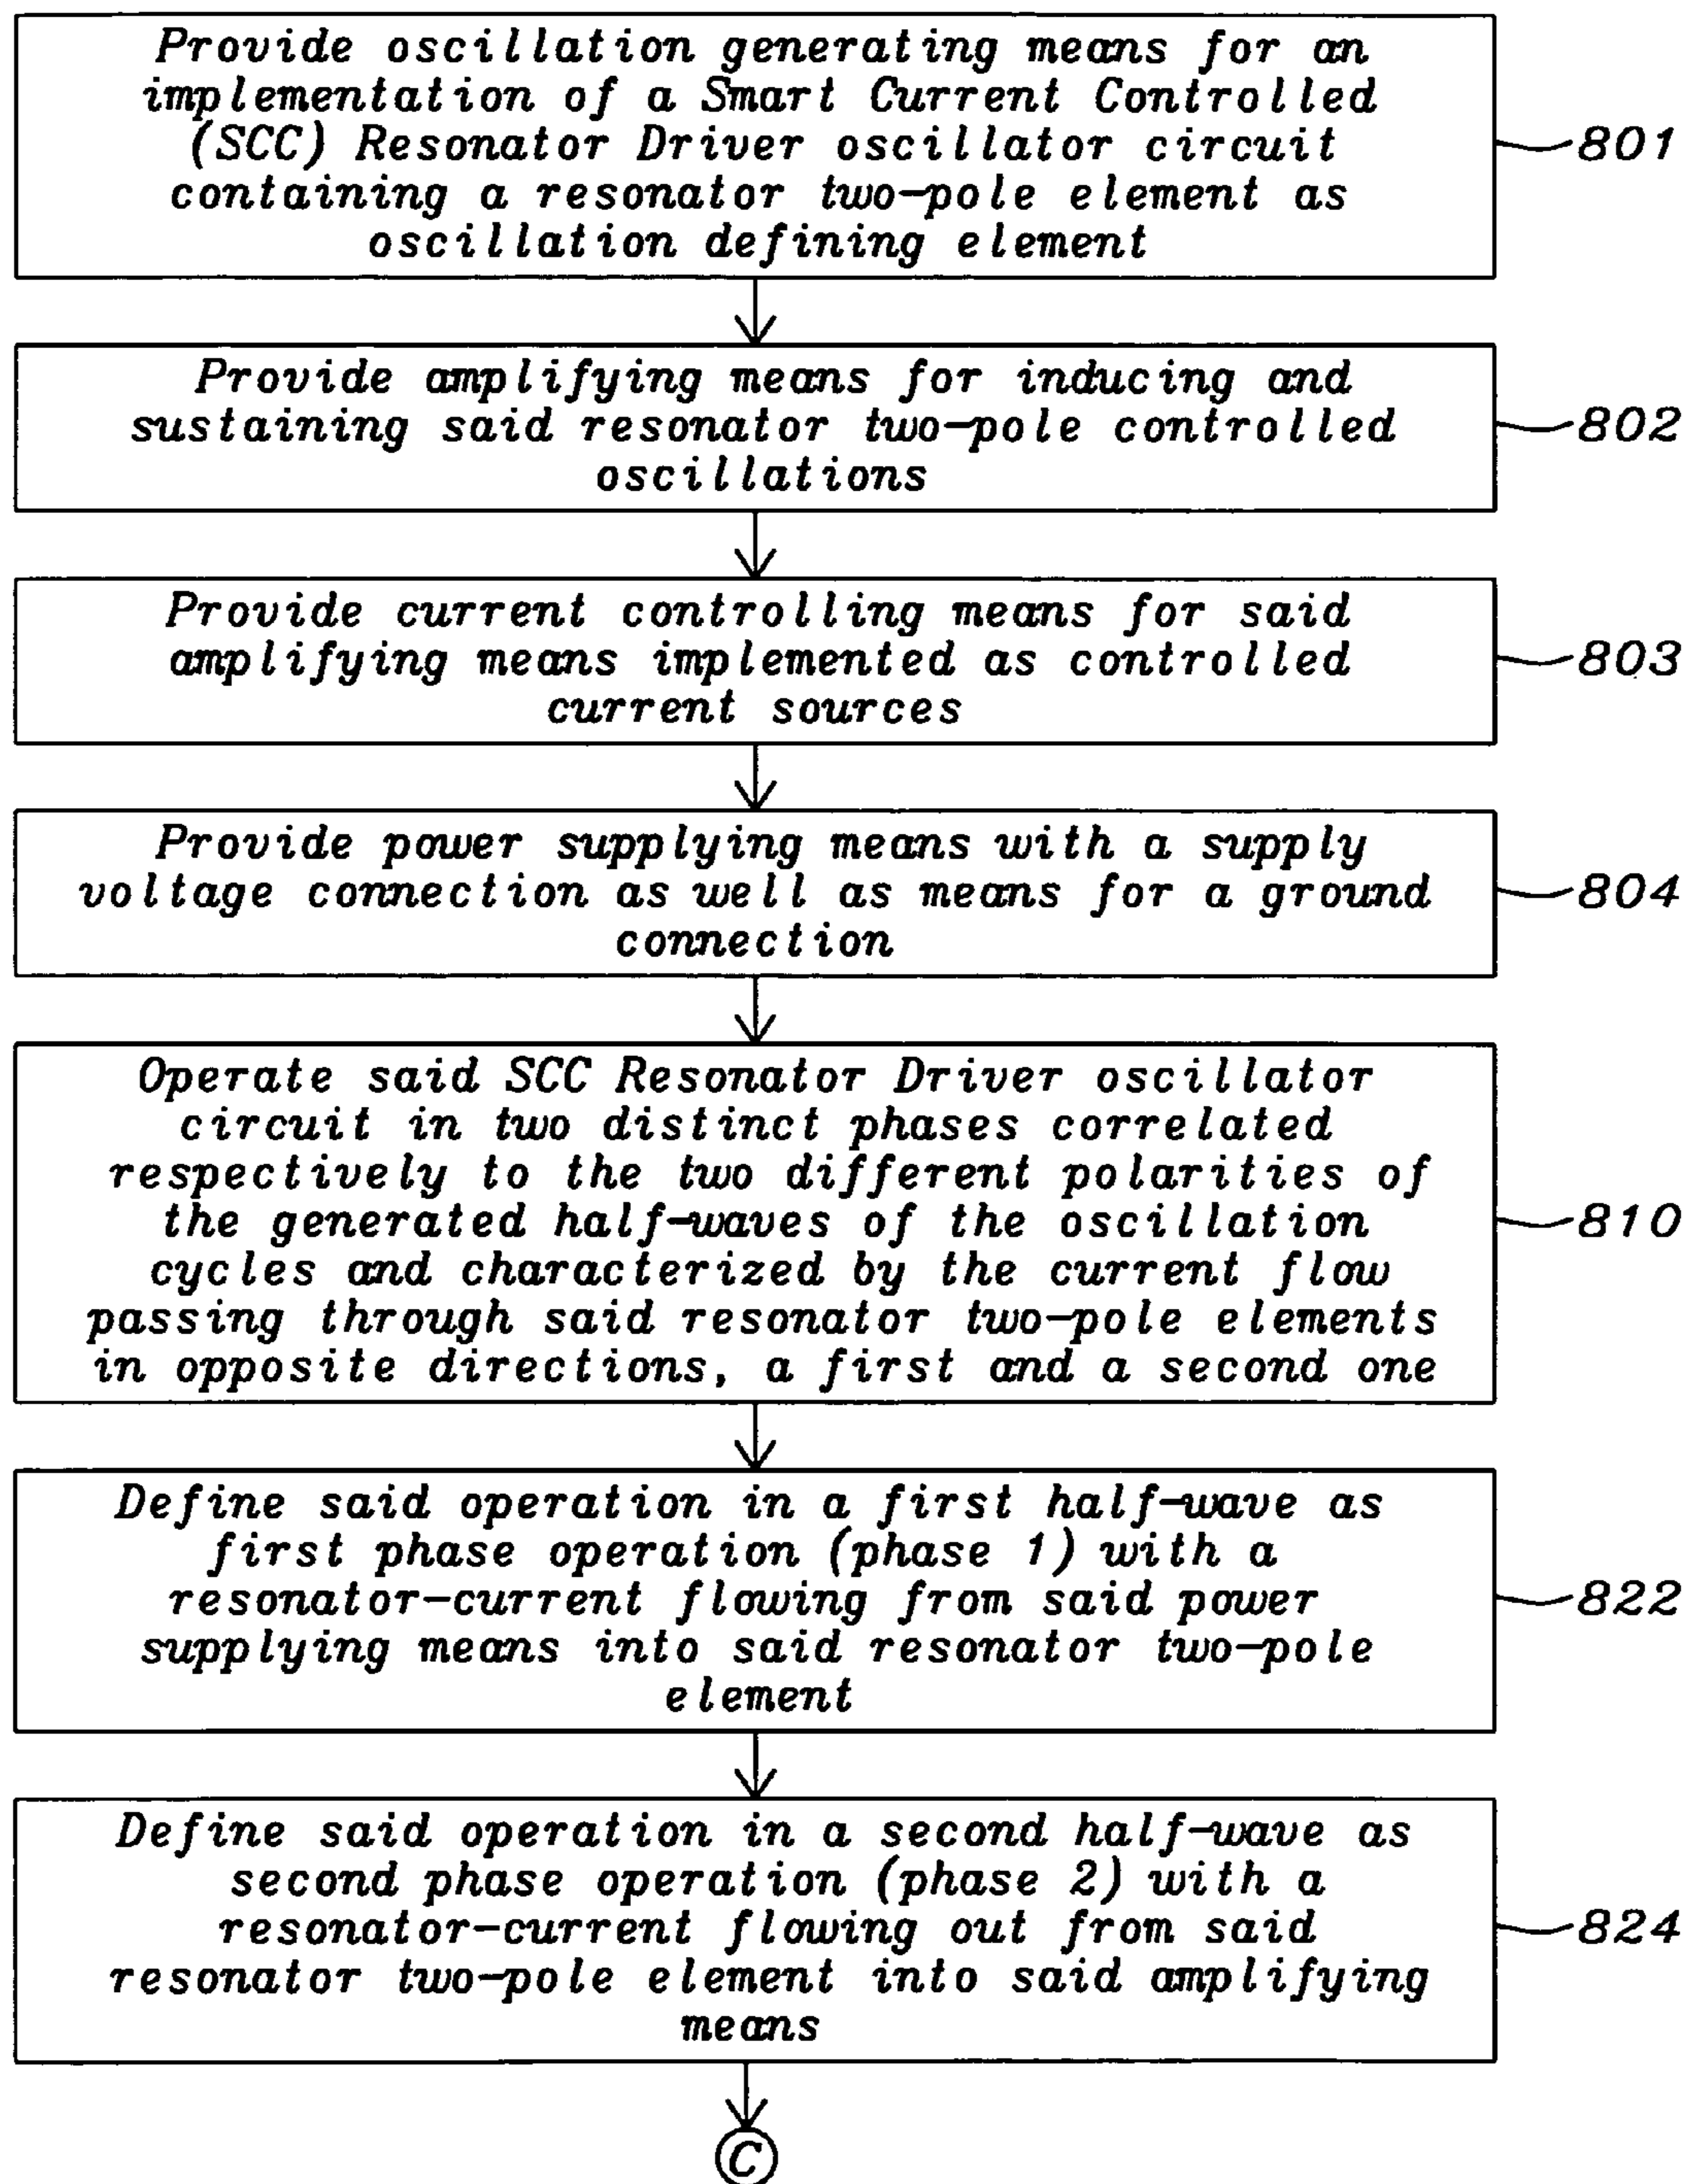 Provide oscillation generating means for an
implementation of a Smart Current Controlled
(SCC) Resonator Driver oscillator circuit
containing a resonator two-pole element as
oscillation defining element
801
Provide amplifying means for inducing and
sustaining said resonator two-pole controlled
oscillations
802
Provide current controlling means for said
amplifying means implemented as controlled
current sources
803
Provide power supplying means with a supply
voltage connection as well as means for a ground
connection
804
Operate said SCC Resonator Driver oscillator
circuit in two distinct phases correlated
respectively to the two different polarities of
the generated half-waves of the oscillation
cycles and characterized by the current flow
passing through said resonator two-pole elements
in opposite directions, a first and a second one
810
Define said operation in a first half-wave as
first phase operation (phase 1) with a
resonator-current flowing from said power
supplying means into said resonator two-pole
element
822
Define said operation in a second half-wave as
second phase operation (phase 2) with a
resonator-current flowing out from said
resonator two-pole element into said amplifying
means
824
C